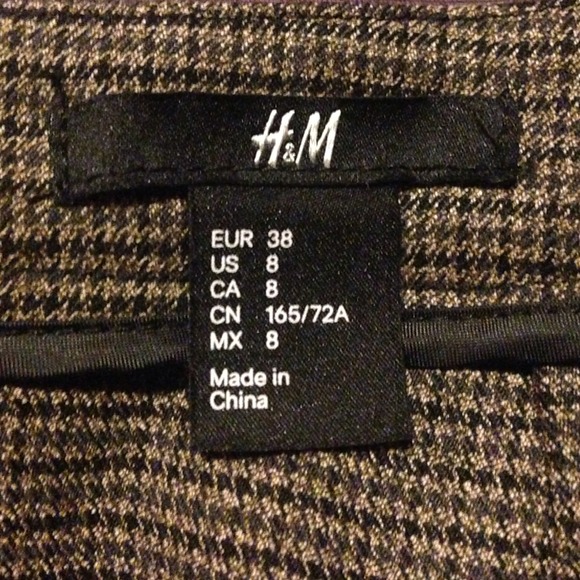 H&M
EUR 38
US 8
CA 8
CN 165/72A
MX 8
Made in
China